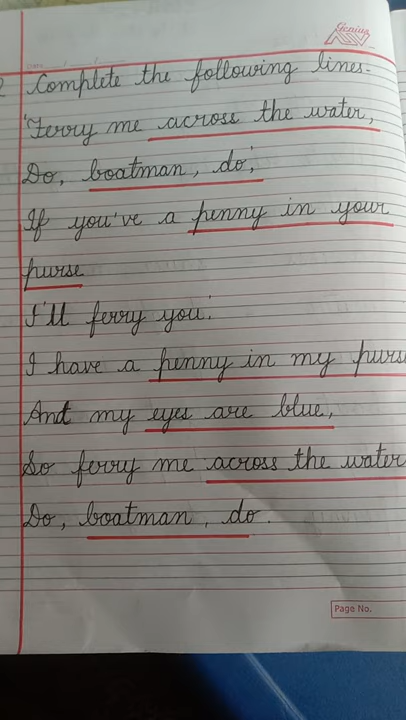 Genius
2 Complete the following lines:-
'Ferry me across the water,
Do, boatman, do',
If you've a penny in your
purse
I'll ferry you'.
I have a penny in my purse
And my eyes are blue,
So ferry me across the water
Do, boatman, do.
Page No.